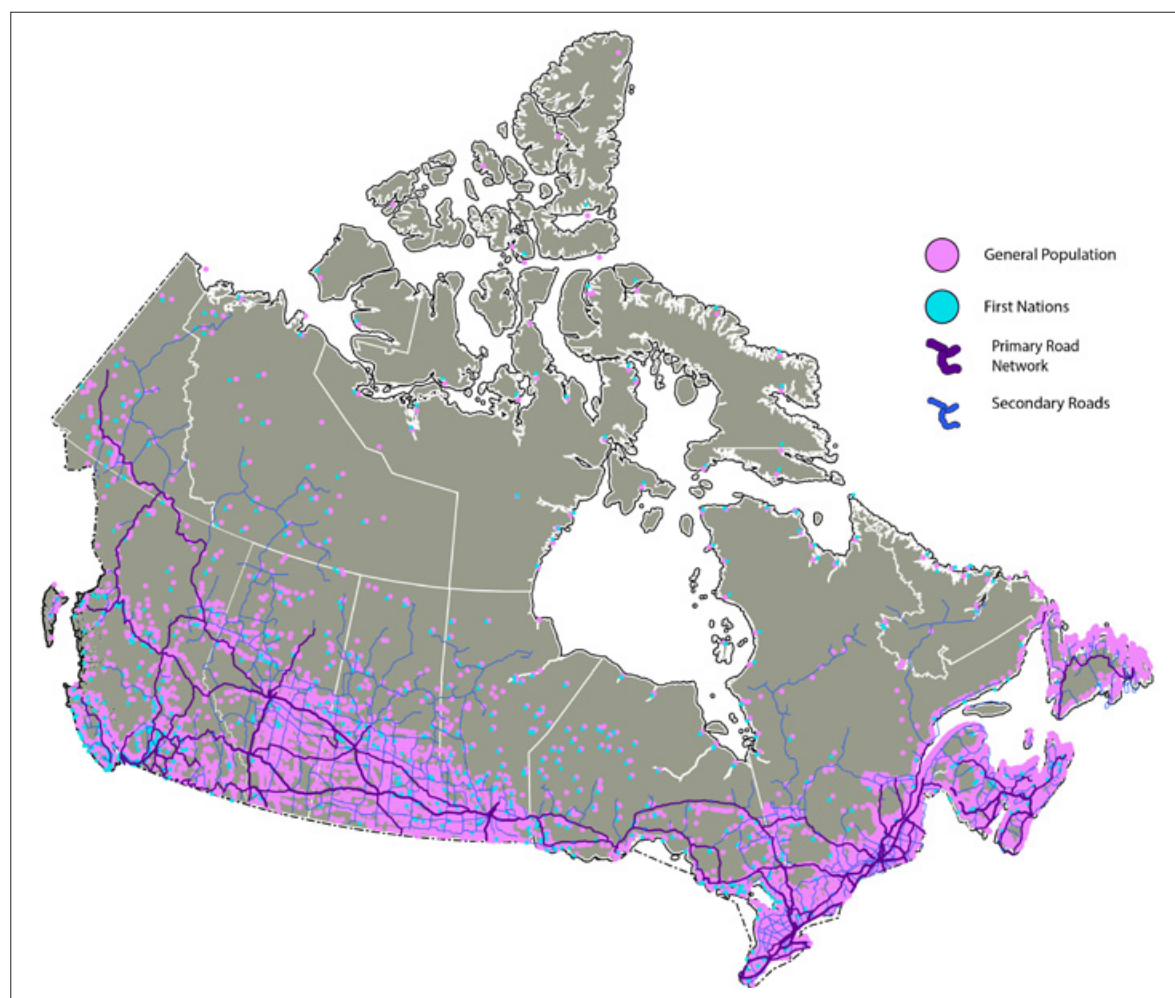 General Population
First Nations
Primary Road
Network
Secondary Roads